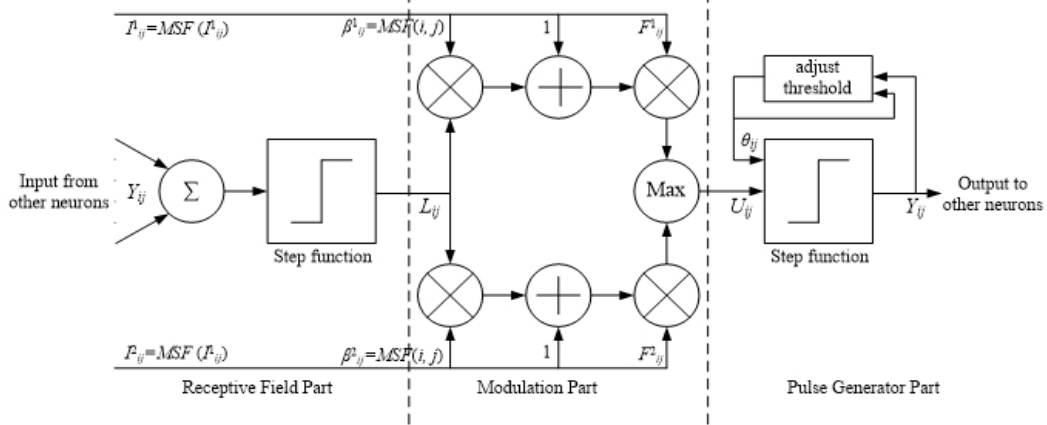 I¹ij=MSF (I¹ij)
β¹ij=MSF(i, j)
1
F¹ij
adjust
threshold
θij
Input from
other neurons
Yij
Σ
Step function
Lij
Max
Uij
Step function
Yij
Output to
other neurons
I²ij=MSF (I¹ij)
β²ij=MSF(i, j)
1
F²ij
Receptive Field Part
Modulation Part
Pulse Generator Part